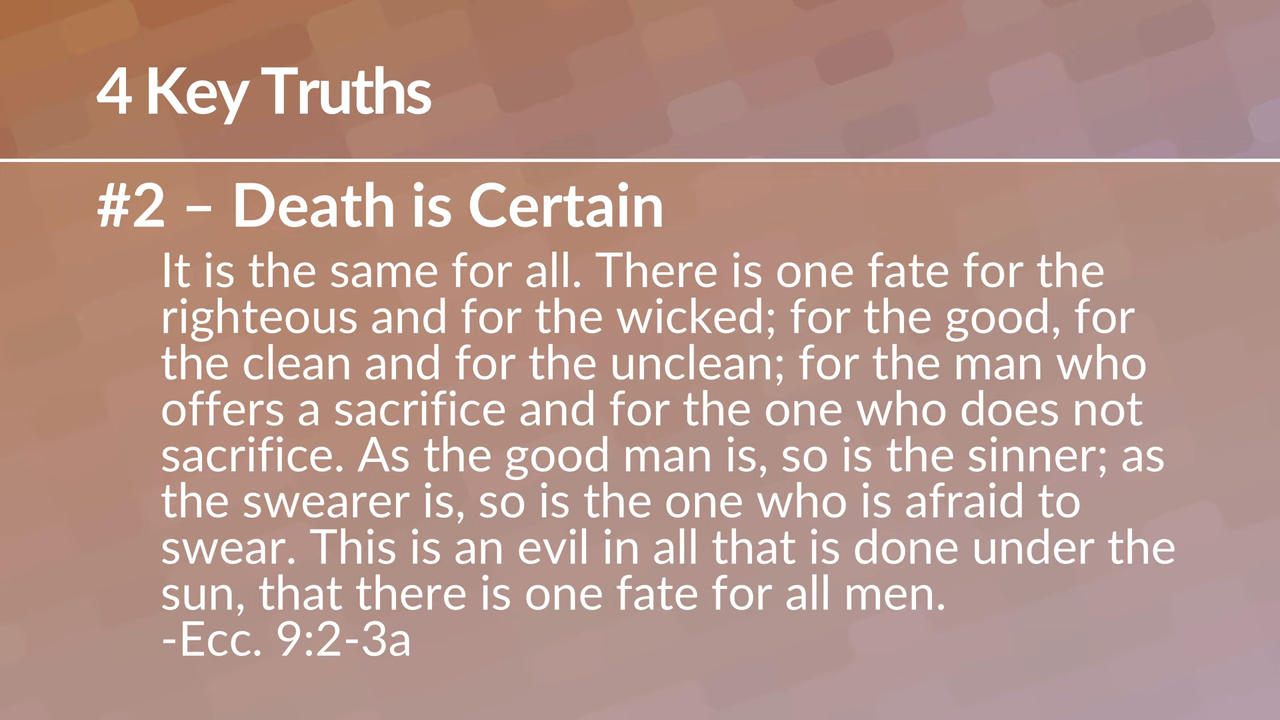 4 Key Truths
#2 – Death is Certain
It is the same for all. There is one fate for the
righteous and for the wicked; for the good, for
the clean and for the unclean; for the man who
offers a sacrifice and for the one who does not
sacrifice. As the good man is, so is the sinner; as
the swearer is, so is the one who is afraid to
swear. This is an evil in all that is done under the
sun, that there is one fate for all men.
-Ecc. 9:2-3a